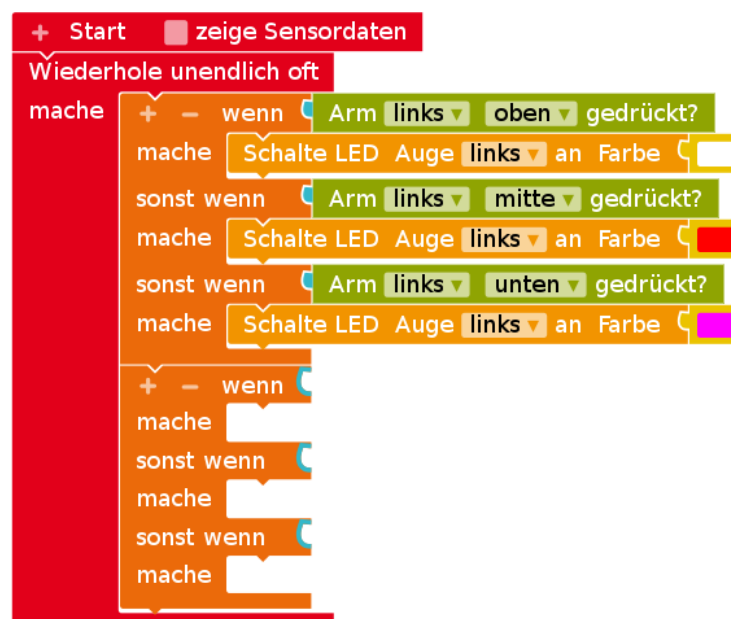 + Start zeige Sensordaten
Wiederhole unendlich oft
mache + − wenn Arm links ▾ oben ▾ gedrückt?
mache Schalte LED Auge links ▾ an Farbe
sonst wenn Arm links ▾ mitte ▾ gedrückt?
mache Schalte LED Auge links ▾ an Farbe
sonst wenn Arm links ▾ unten ▾ gedrückt?
mache Schalte LED Auge links ▾ an Farbe
+ − wenn
mache
sonst wenn
mache
sonst wenn
mache